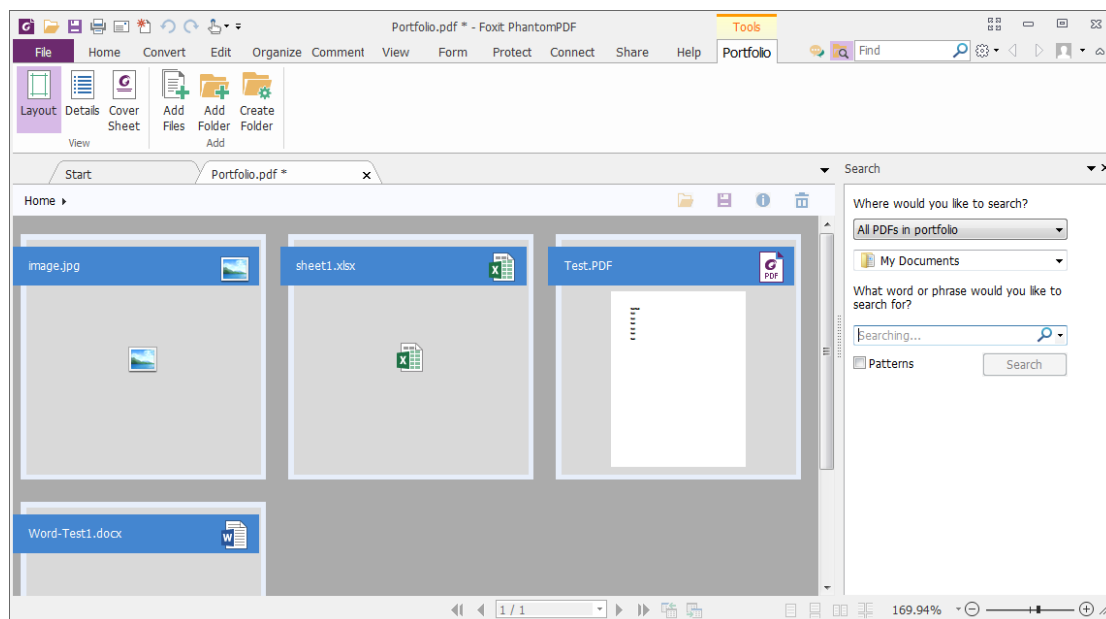 Portfolio.pdf * - Foxit PhantomPDF
Tools
File Home Convert Edit Organize Comment View Form Protect Connect Share Help Portfolio Find
Layout Details Cover Sheet Add Files Add Folder Create Folder
View Add
Start Portfolio.pdf * Search
Home
Where would you like to search?
All PDFs in portfolio
My Documents
What word or phrase would you like to
search for?
Searching...
Patterns Search
image.jpg sheet1.xlsx Test.PDF
PDF
Word-Test1.docx
1 / 1 169.94%